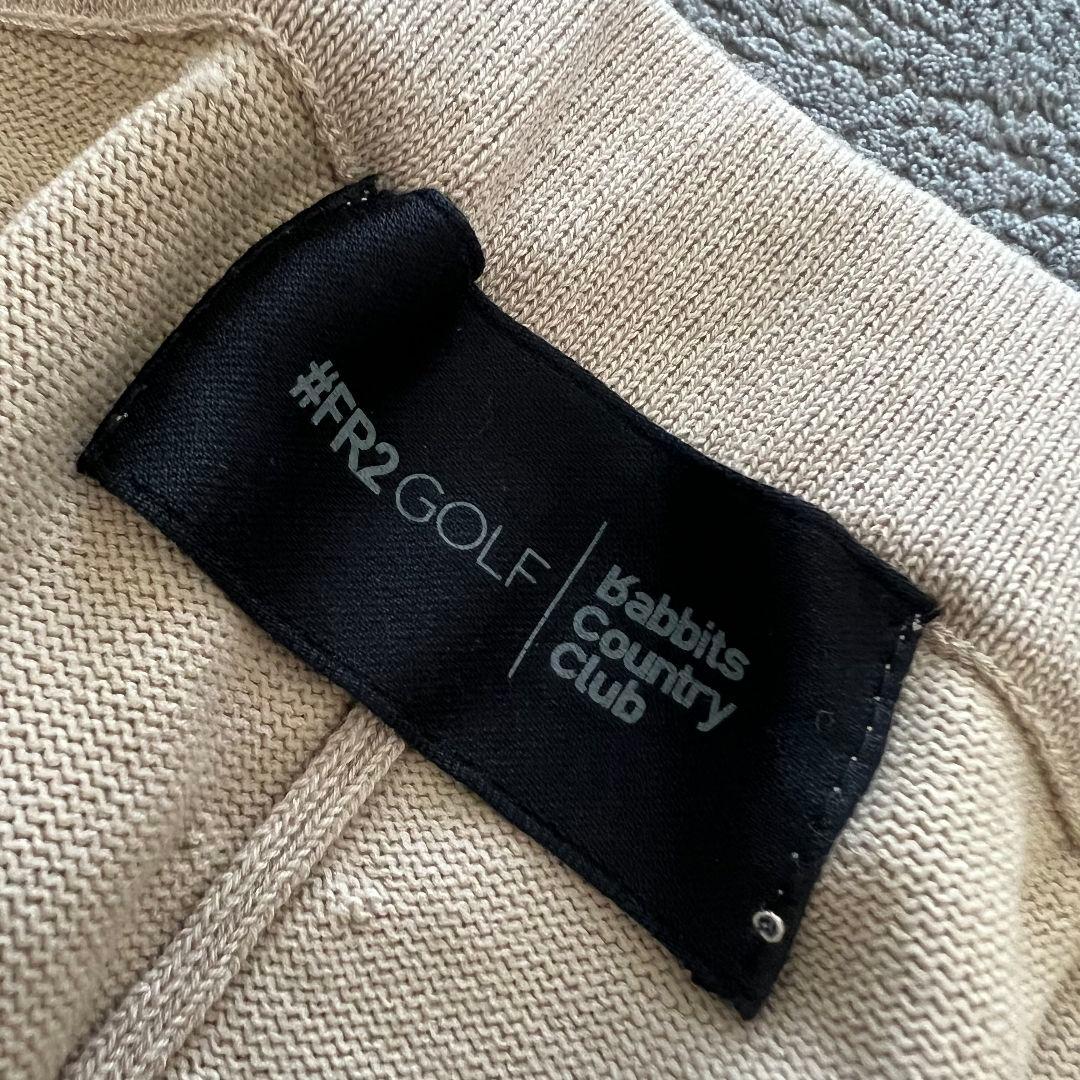 #FR2GOLF
Rabbits
Country
Club